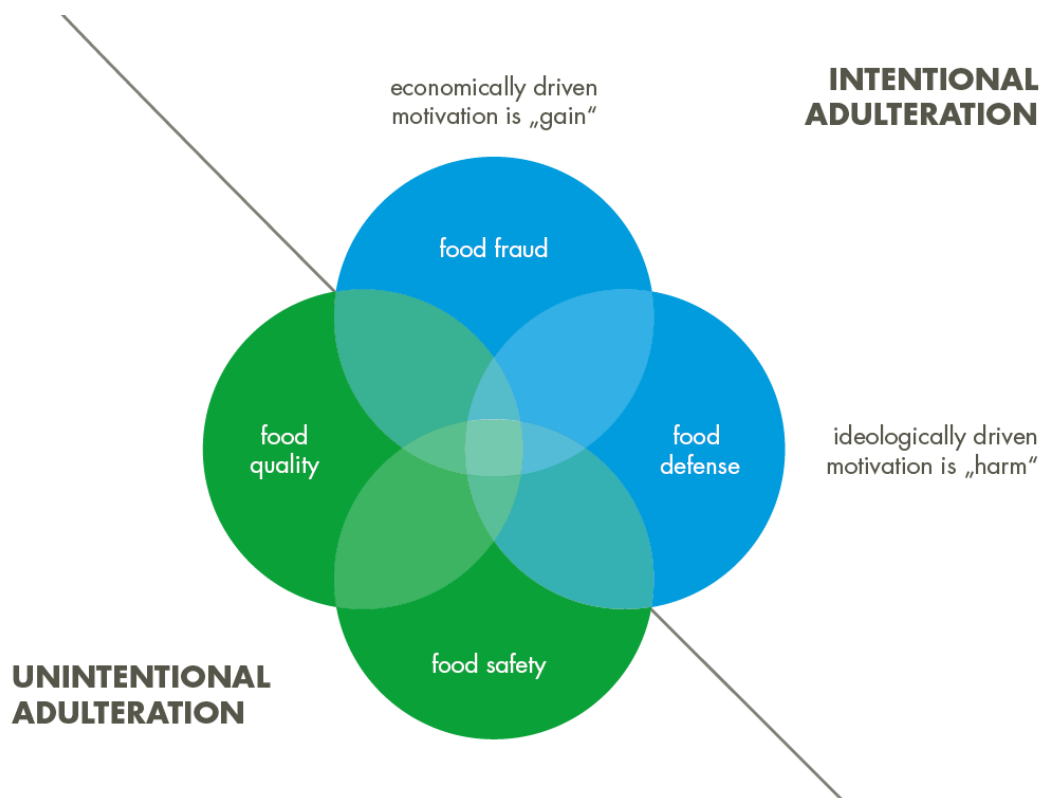 economically driven
motivation is „gain“
INTENTIONAL
ADULTERATION
food fraud
food
quality
food
defense
ideologically driven
motivation is „harm“
food safety
UNINTENTIONAL
ADULTERATION